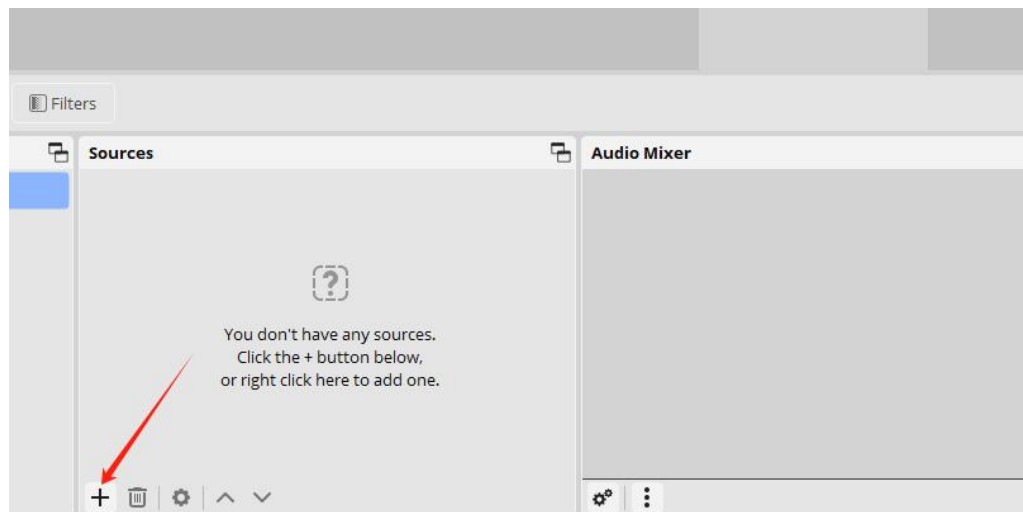 Filters
Sources
Audio Mixer
You don't have any sources.
Click the + button below,
or right click here to add one.